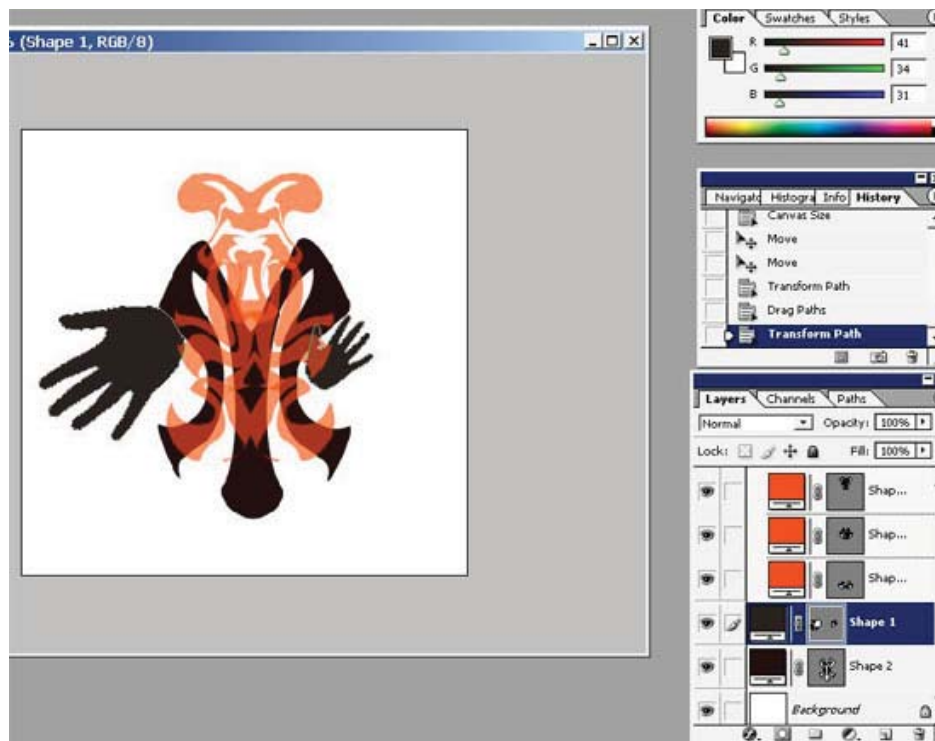 (Shape 1, RGB/8)
Color Swatches Styles
R 41
G 34
B 31
Navigato Histogra Info History
Canvas Size
Move
Move
Transform Path
Drag Paths
Transform Path
Layers Channels Paths
Normal Opacity: 100%
Lock: Fill: 100%
Shap...
Shap...
Shap...
Shape 1
Shape 2
Background